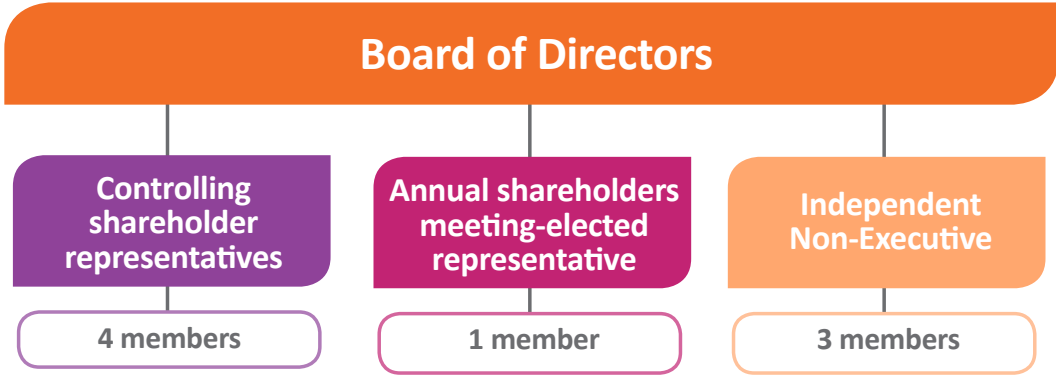 Board of Directors
Controlling
shareholder
representatives
4 members
Annual shareholders
meeting-elected
representative
1 member
Independent
Non-Executive
3 members